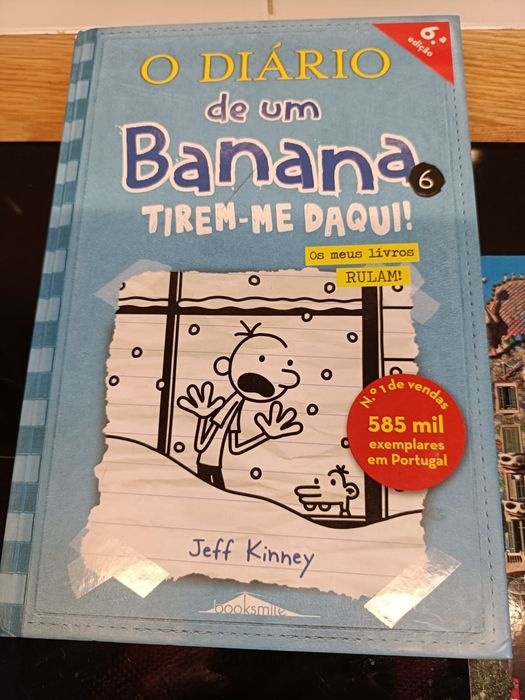 6.ª
edição
O DIÁRIO
de um
Banana
6
TIREM-ME DAQUI!
Os meus livros
RULAM!
N.º 1 de vendas
585 mil
exemplares
em Portugal
Jeff Kinney
booksmile